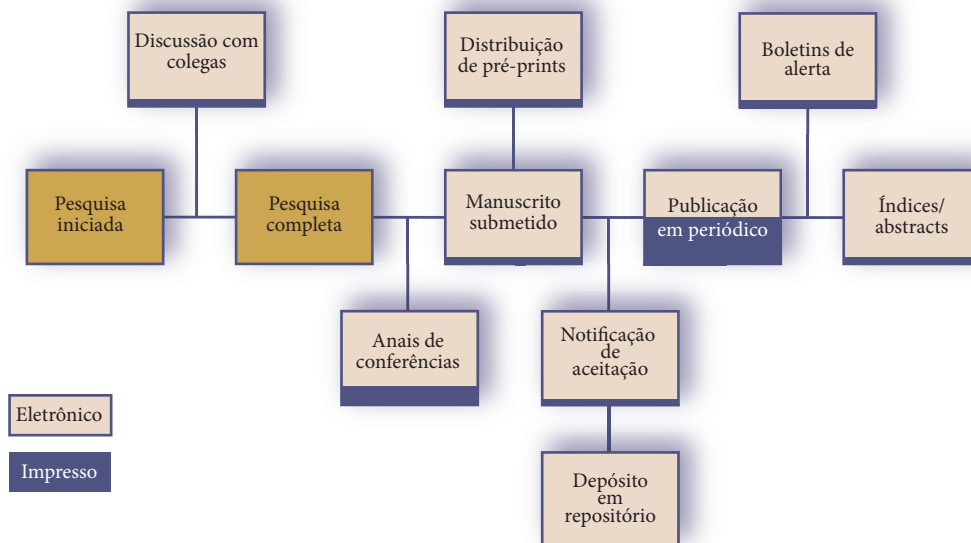 Discussão com
colegas
Distribuição
de pré-prints
Boletins de
alerta
Pesquisa
iniciada
Pesquisa
completa
Manuscrito
submetido
Publicação
em periódico
Índices/
abstracts
Anais de
conferências
Notificação
de
aceitação
Eletrônico
Impresso
Depósito
em
repositório